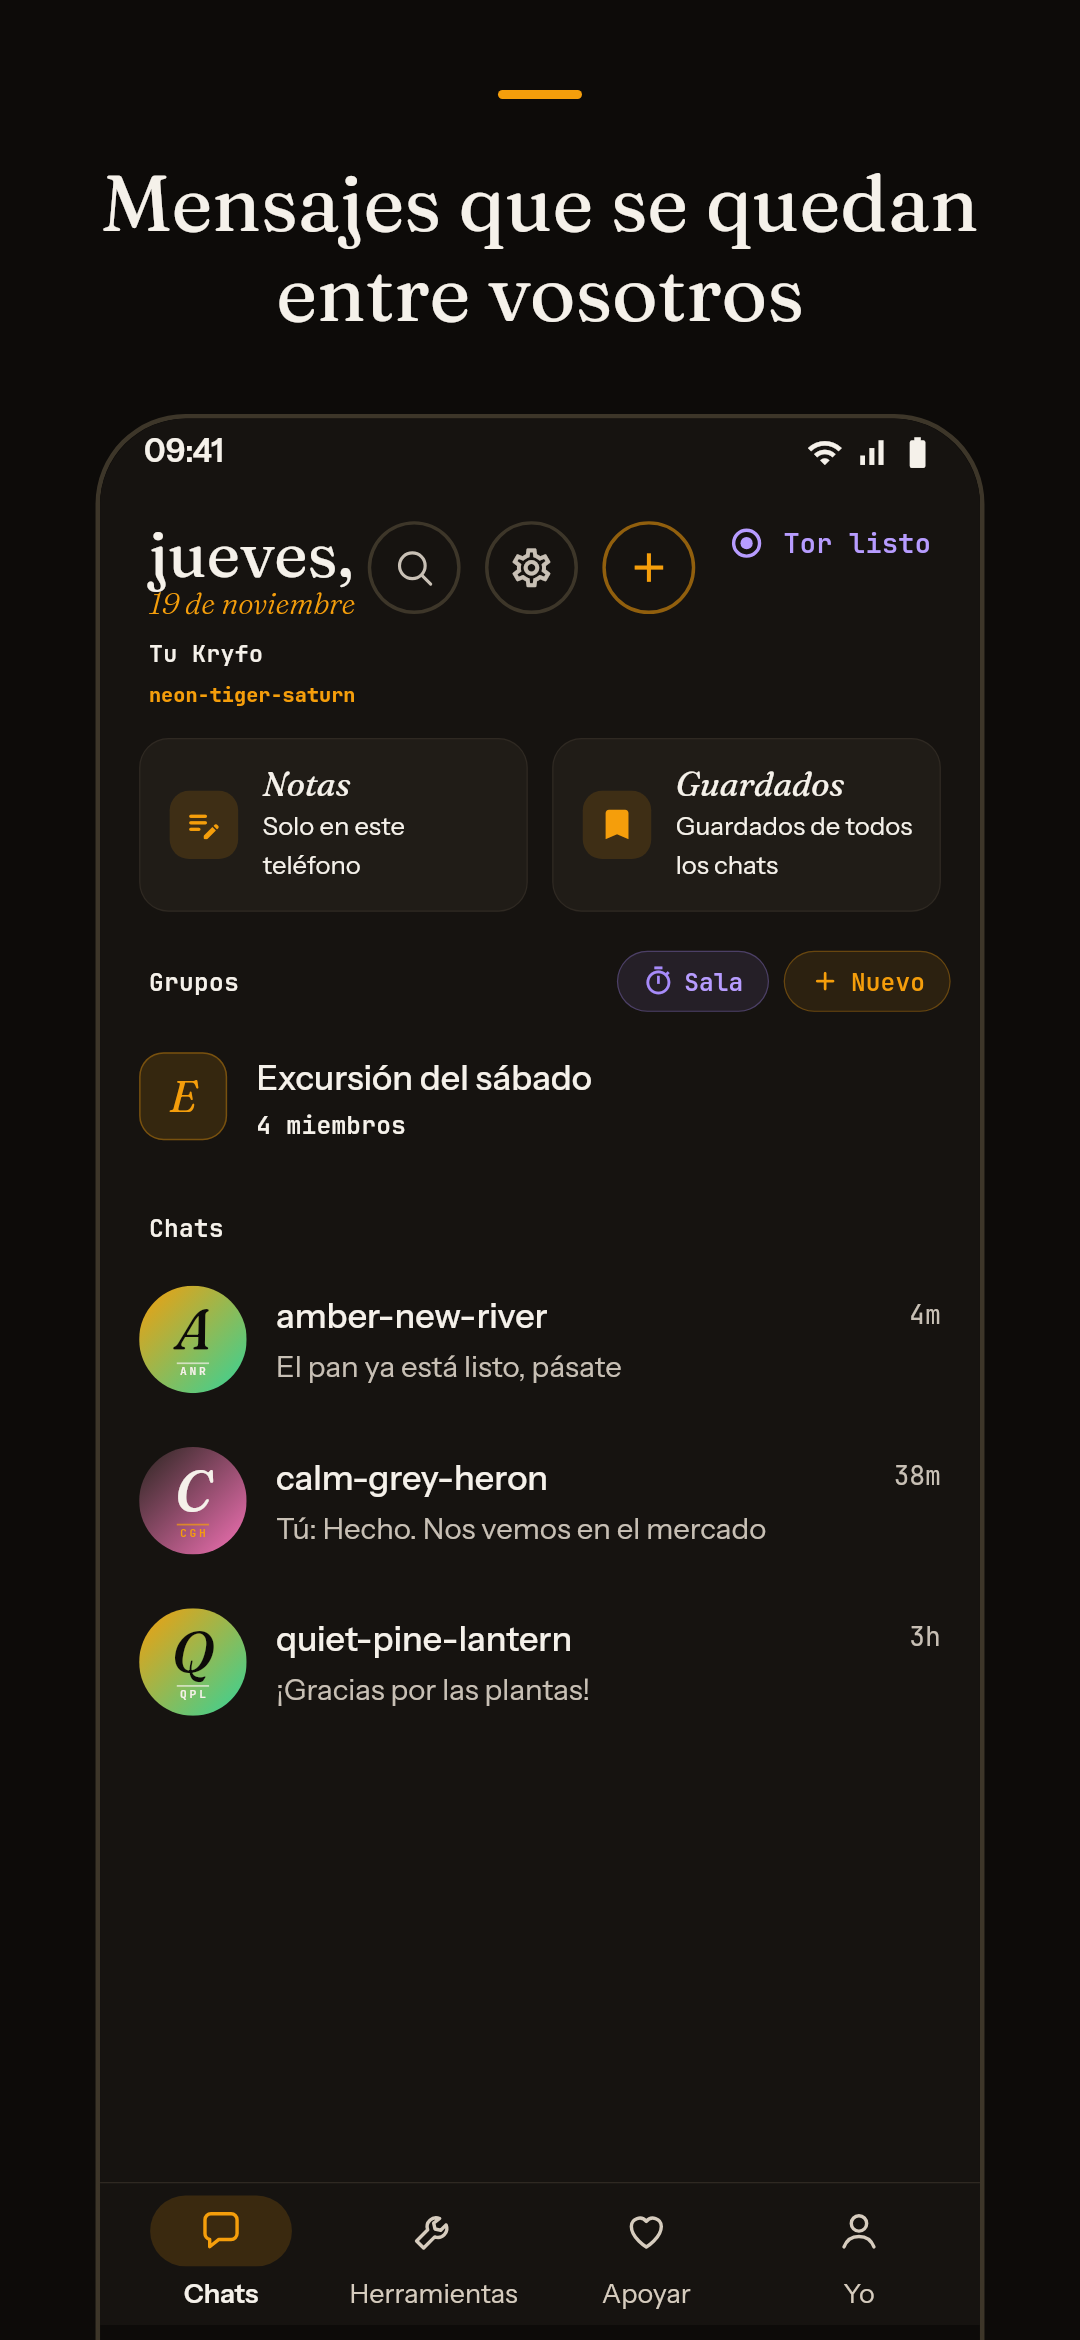 Mensajes que se quedan
entre vosotros
09:41
jueves,
19 de noviembre
Tor listo
Tu Kryfo
neon-tiger-saturn
Notas
Solo en este
teléfono
Guardados
Guardados de todos
los chats
Grupos
Sala
Nuevo
E
Excursión del sábado
4 miembros
Chats
A
ANR
amber-new-river
4m
El pan ya está listo, pásate
C
CGH
calm-grey-heron
38m
Tú: Hecho. Nos vemos en el mercado
Q
QPL
quiet-pine-lantern
3h
¡Gracias por las plantas!
Chats
Herramientas
Apoyar
Yo